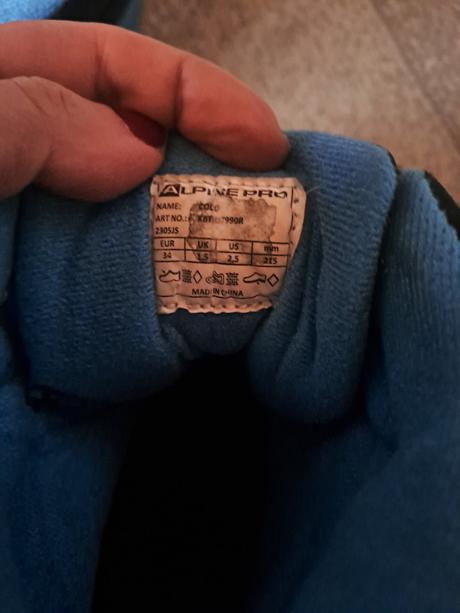 ALPINE PRO
NAME: COLO
ART NO.: 990R
2305JS
EUR UK US mm
34 1,5 2,5 215
MADE IN CHINA